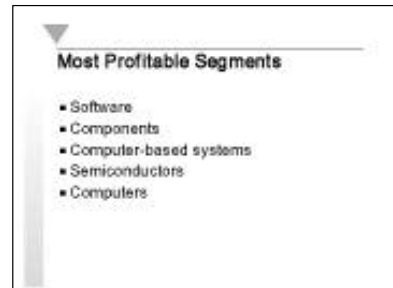 Most Profitable Segments
▪ Software
▪ Components
▪ Computer-based systems
▪ Semiconductors
▪ Computers